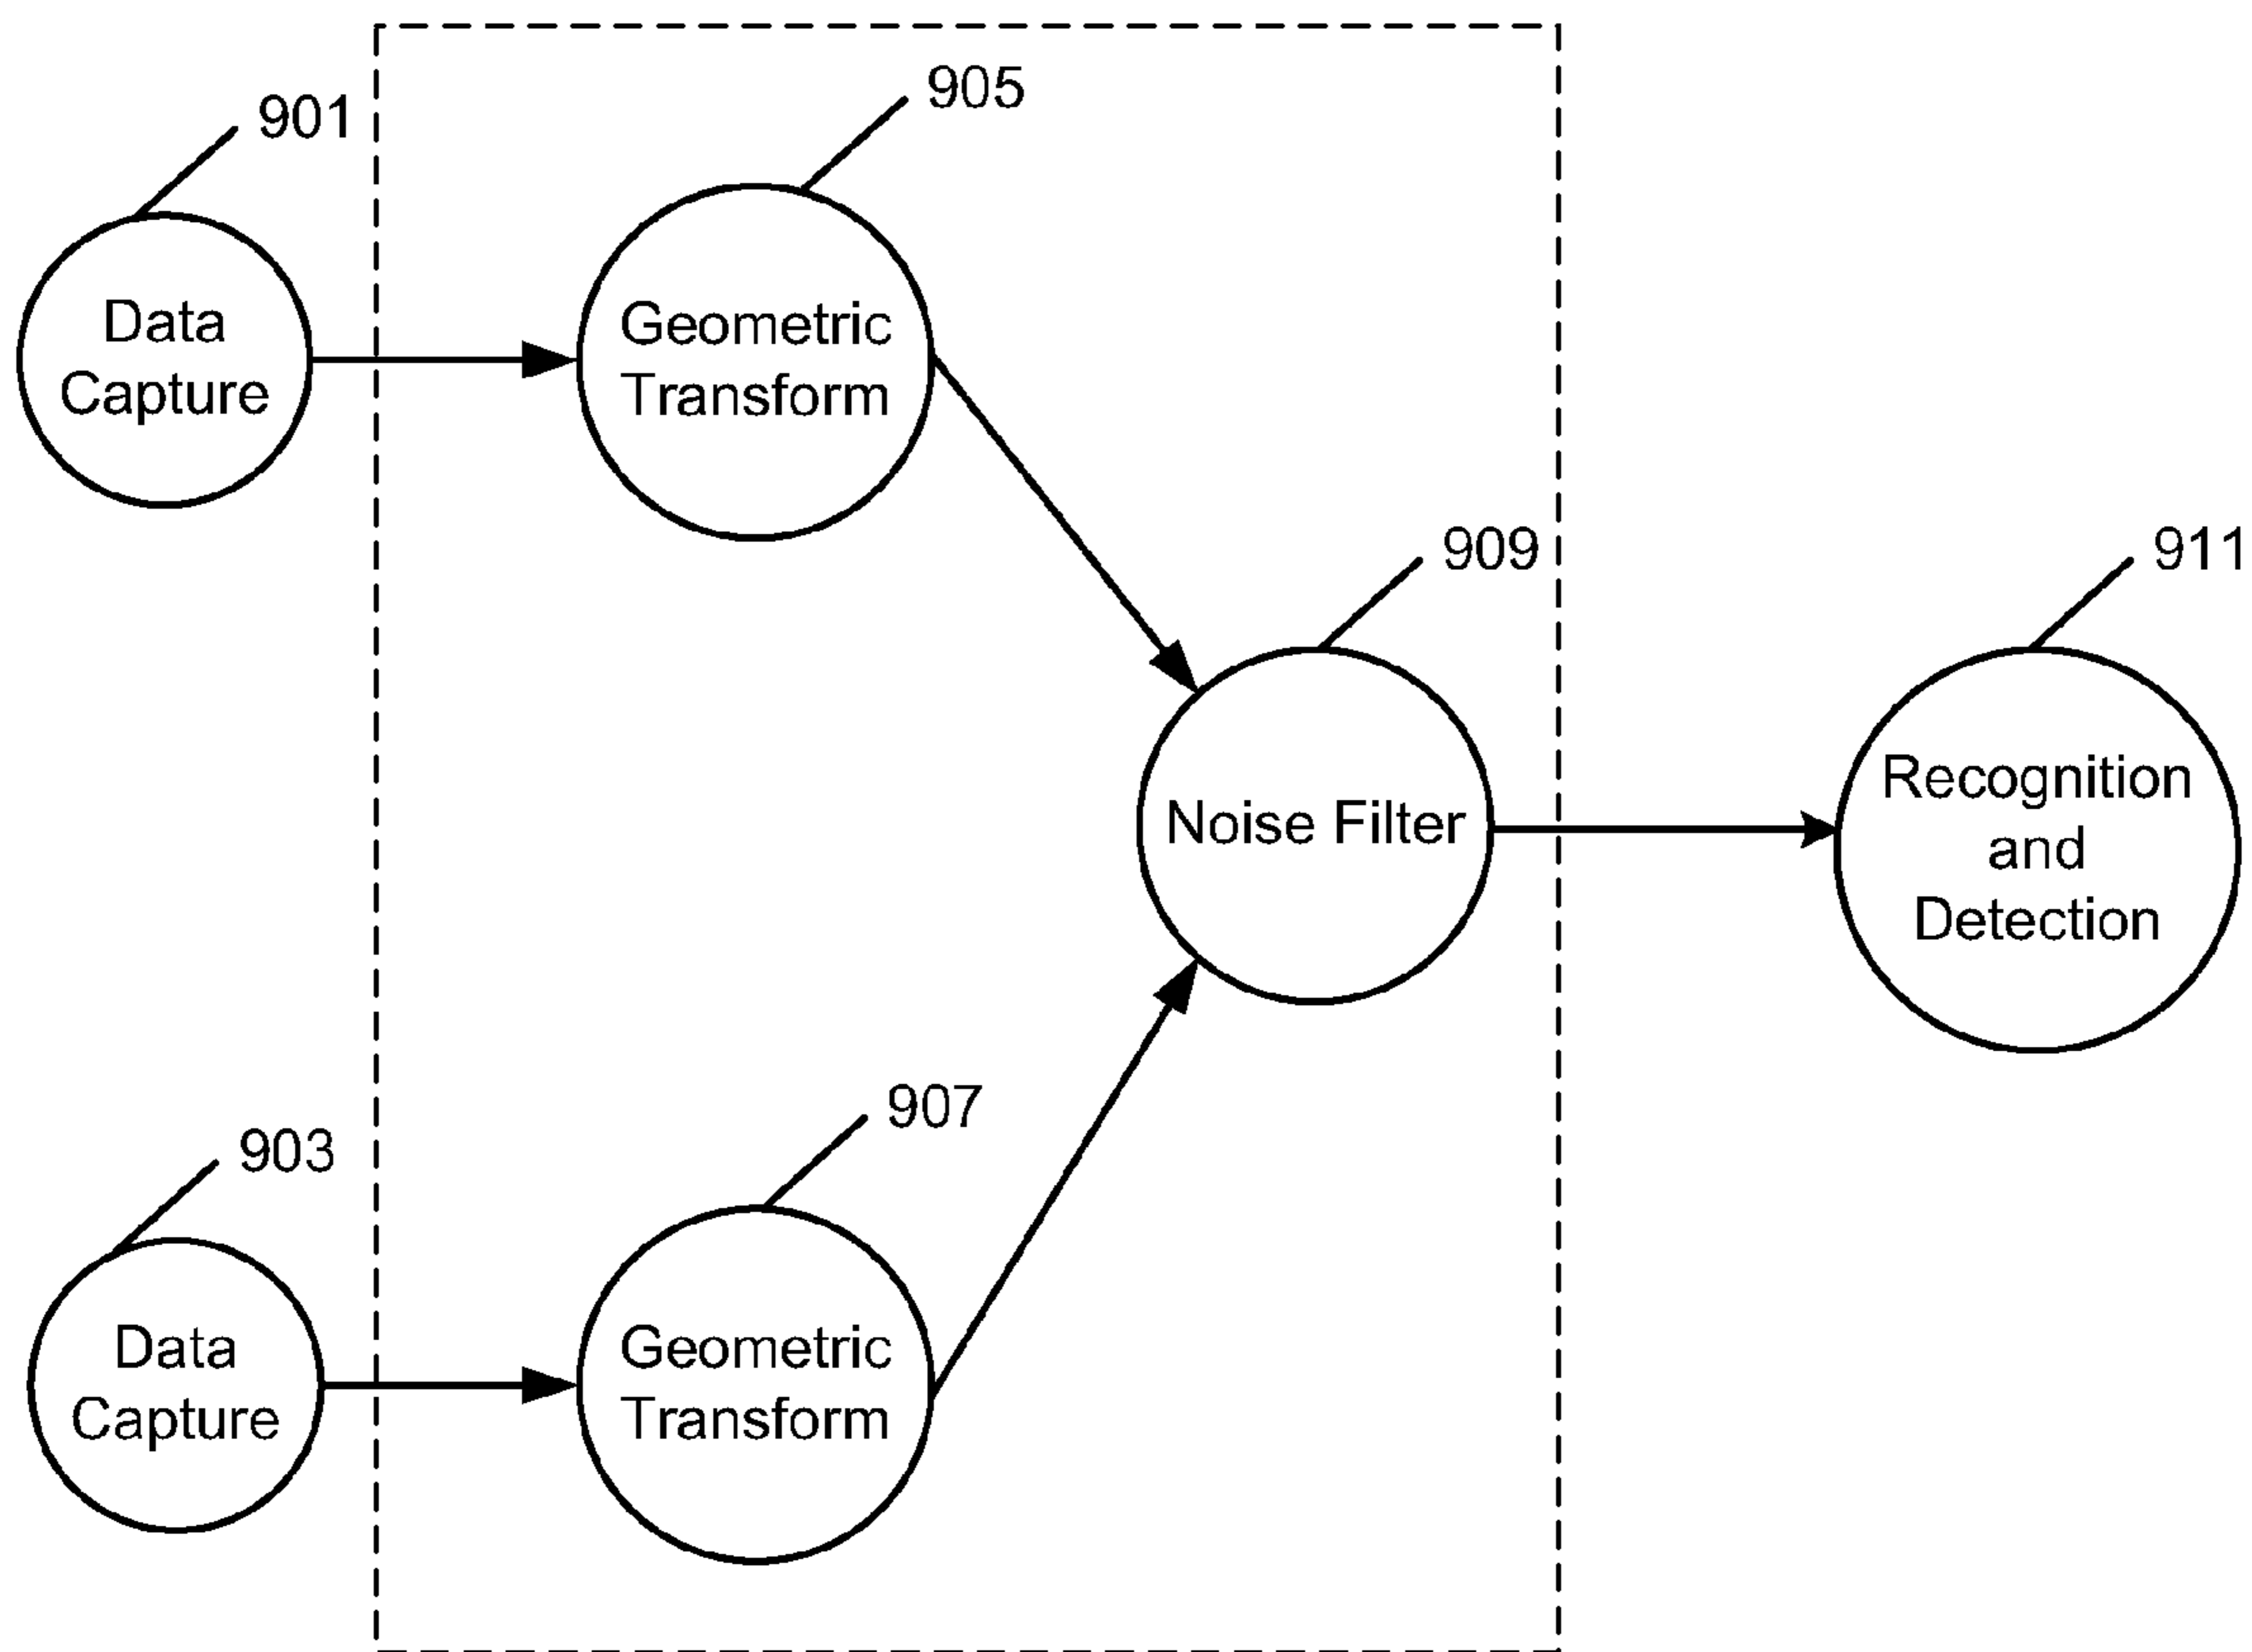 901
Data
Capture
905
Geometric
Transform
909
Noise Filter
911
Recognition
and
Detection
903
Data
Capture
907
Geometric
Transform